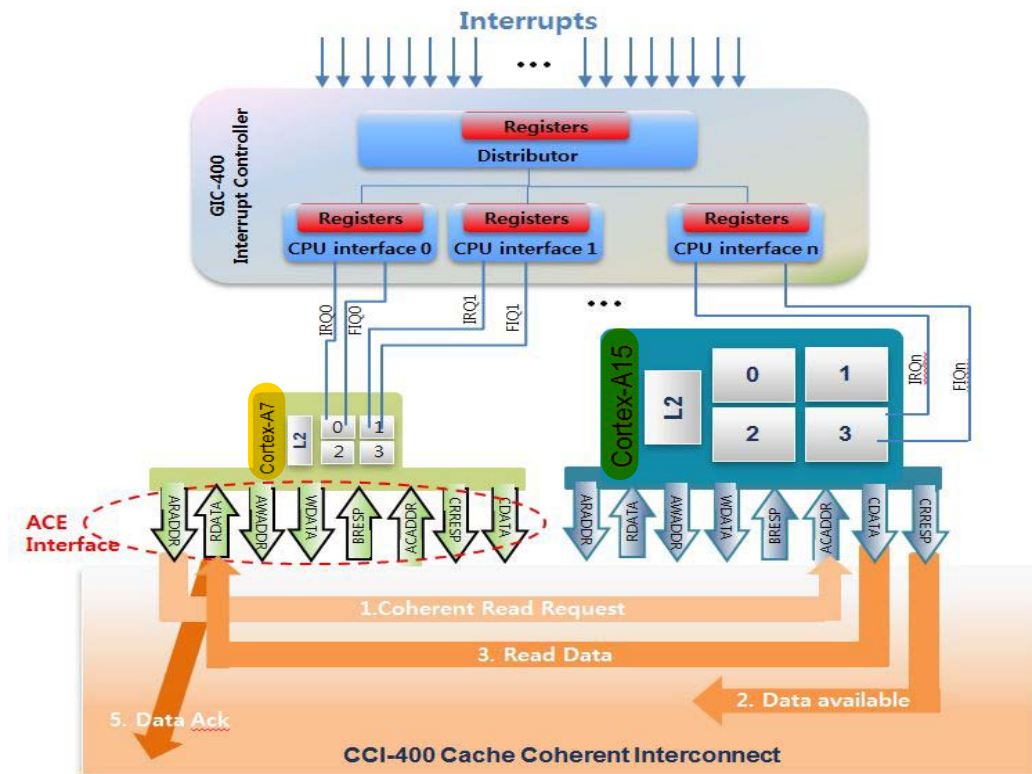 Interrupts
...
GIC-400
Interrupt Controller
Registers
Distributor
Registers
CPU interface 0
Registers
CPU interface 1
Registers
CPU interface n
IRQ0
FIQ0
IRQ1
FIQ1
...
IRQn
FIQn
Cortex-A7
L2
0
1
2
3
Cortex-A15
L2
0
1
2
3
ACE
Interface
ARADDR
RDATA
AWADDR
WDATA
BRESP
ACADDR
CRRESP
CDATA
ARADDR
RDATA
AWADDR
WDATA
BRESP
ACADDR
CDATA
CRRESP
1.Coherent Read Request
3. Read Data
2. Data available
5. Data Ack
CCI-400 Cache Coherent Interconnect